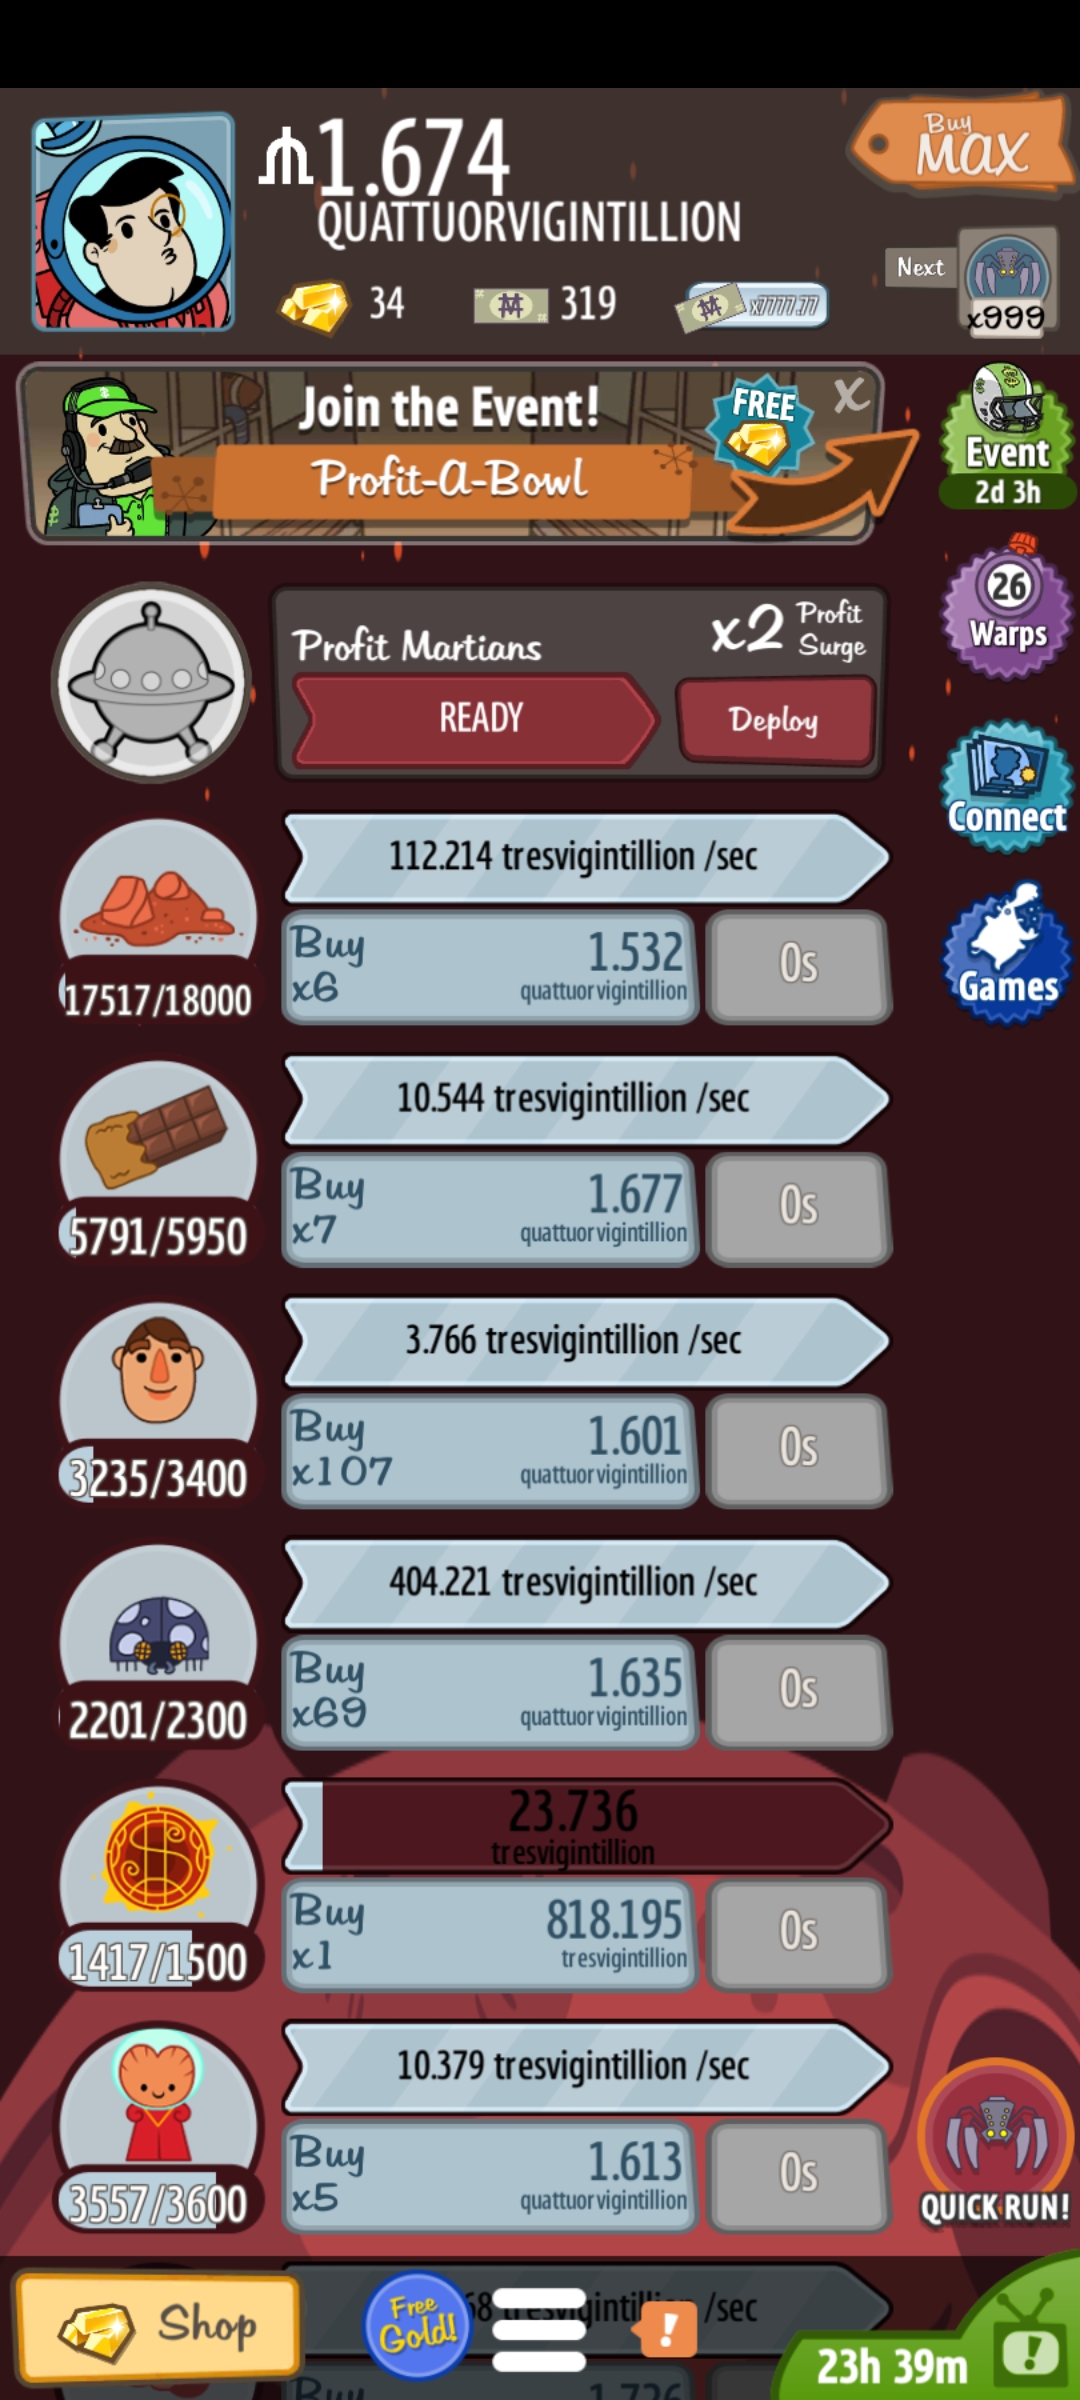 1.674
QUATTUORVIGINTILLION
Buy
MAX
34
319
x7777.77
Next
x999
Join the Event!
Profit-A-Bowl
FREE
X
Event
2d 3h
Profit Martians
x2 Profit
Surge
READY
Deploy
26
Warps
Connect
Games
112.214 tresvigintillion /sec
17517/18000
Buy
x6
1.532
quattuorvigintillion
0s
10.544 tresvigintillion /sec
5791/5950
Buy
x7
1.677
quattuorvigintillion
0s
3.766 tresvigintillion /sec
3235/3400
Buy
x107
1.601
quattuorvigintillion
0s
404.221 tresvigintillion /sec
2201/2300
Buy
x69
1.635
quattuorvigintillion
0s
23.736
tresvigintillion
1417/1500
Buy
x1
818.195
tresvigintillion
0s
10.379 tresvigintillion /sec
3557/3600
Buy
x5
1.613
quattuorvigintillion
0s
QUICK RUN!
Shop
Free
Gold!
/sec
!
23h 39m
!
Buy